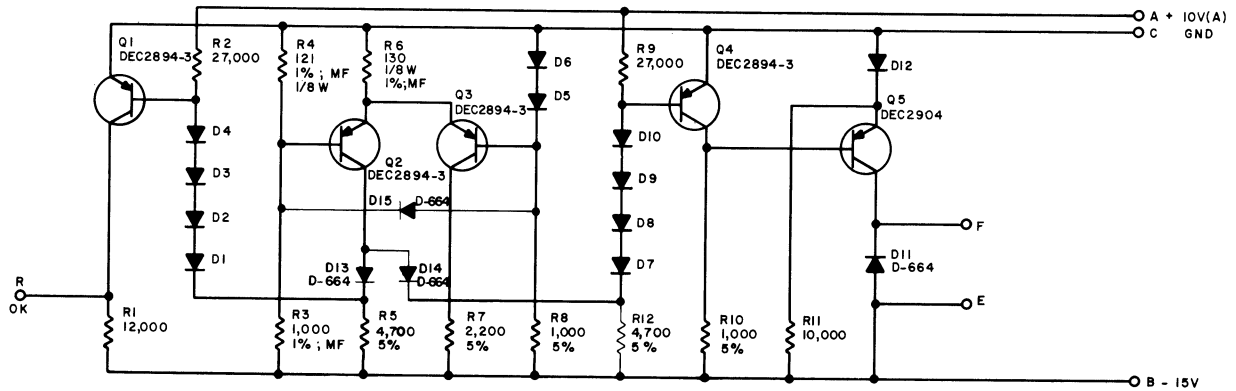 A + 10V(A)
C GND
Q1
DEC2894-3
R2
27,000
R4
121
1% ; MF
1/8 W
R6
130
1/8 W
1%;MF
Q3
DEC2894-3
D6
D5
R9
27,000
Q4
DEC2894-3
D12
Q5
DEC2904
D4
D3
D2
D1
Q2
DEC2894-3
D15
D-664
D10
D9
D8
D7
D13
D-664
D14
D-664
F
D11
D-664
E
R
OK
R1
12,000
R3
1,000
1% ; MF
R5
4,700
5%
R7
2,200
5%
R8
1,000
5%
R12
4,700
5%
R10
1,000
5%
R11
10,000
B - 15V